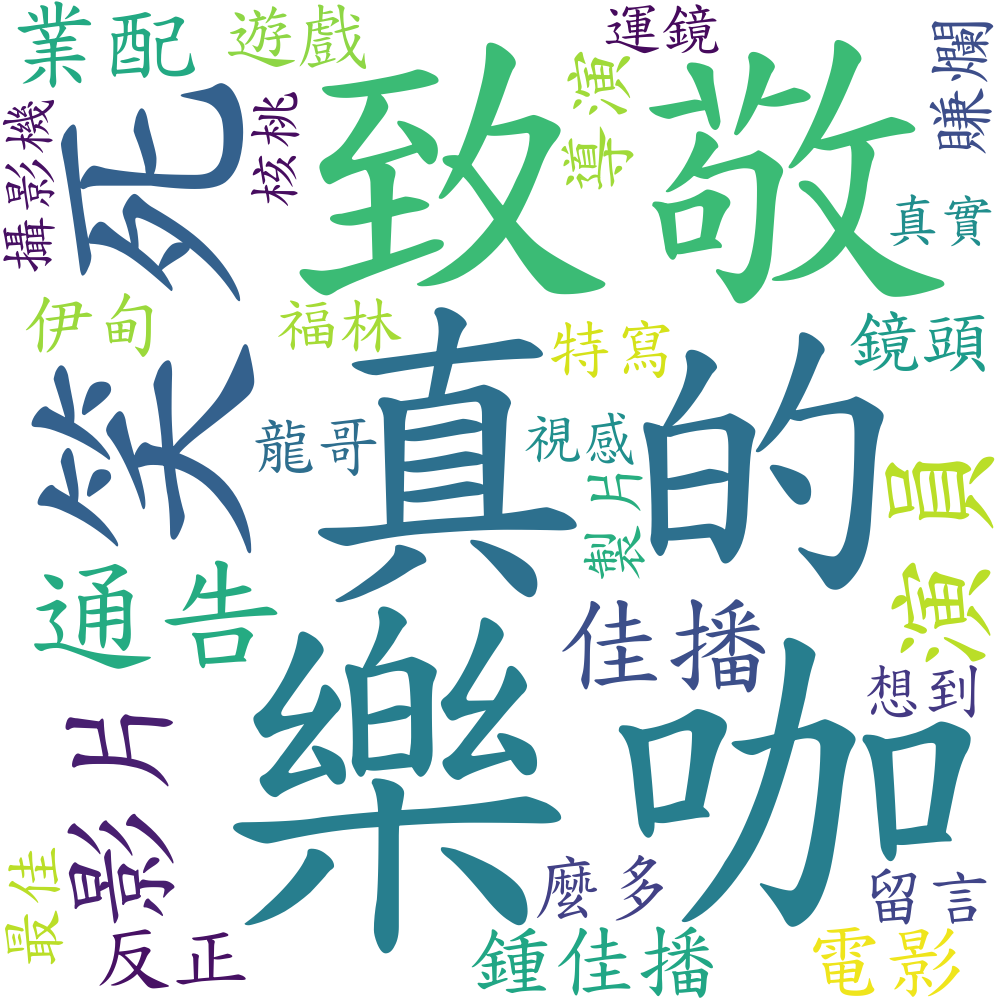 業配
遊戲
運鏡
賺爛
攝影機
笑死
核桃
致敬
導演
真實
伊甸
福林
特寫
鏡頭
真的
龍哥
視感
製片
演員
通告
佳播
樂咖
想到
影片
最佳
反正
麼多
留言
鍾佳播
電影